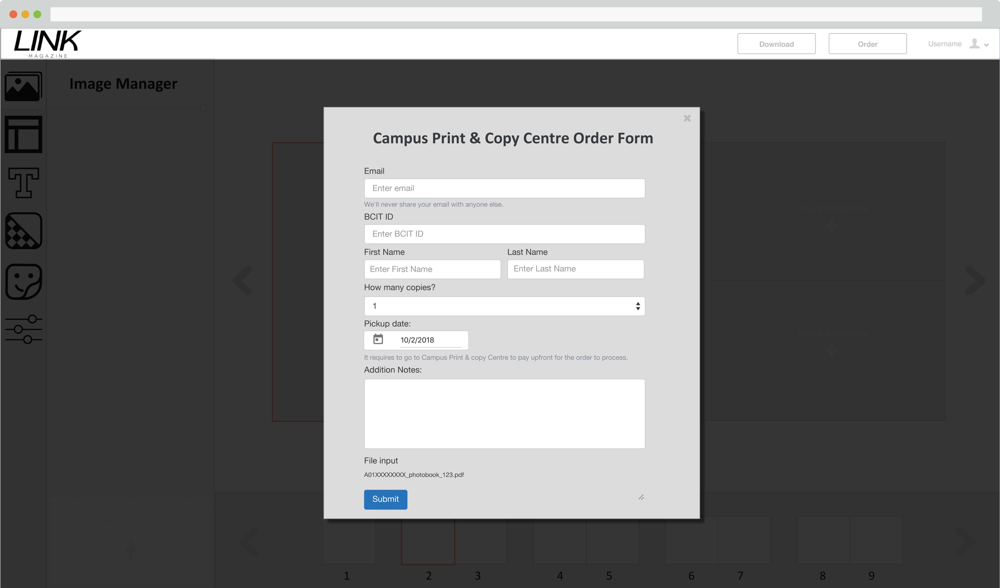 LINK
MAGAZINE
Download
Order
Username
Image Manager
Campus Print & Copy Centre Order Form
Email
Enter email
We'll never share your email with anyone else.
BCIT ID
Enter BCIT ID
First Name
Last Name
Enter First Name
Enter Last Name
How many copies?
1
Pickup date:
10/2/2018
It requires to go to Campus Print & copy Centre to pay upfront for the order to process.
Addition Notes:
File input
A01XXXXXXXX_photobook_123.pdf
Submit
Drag and Drop Here
Drag and Drop Here
1
2
3
4
5
6
7
8
9